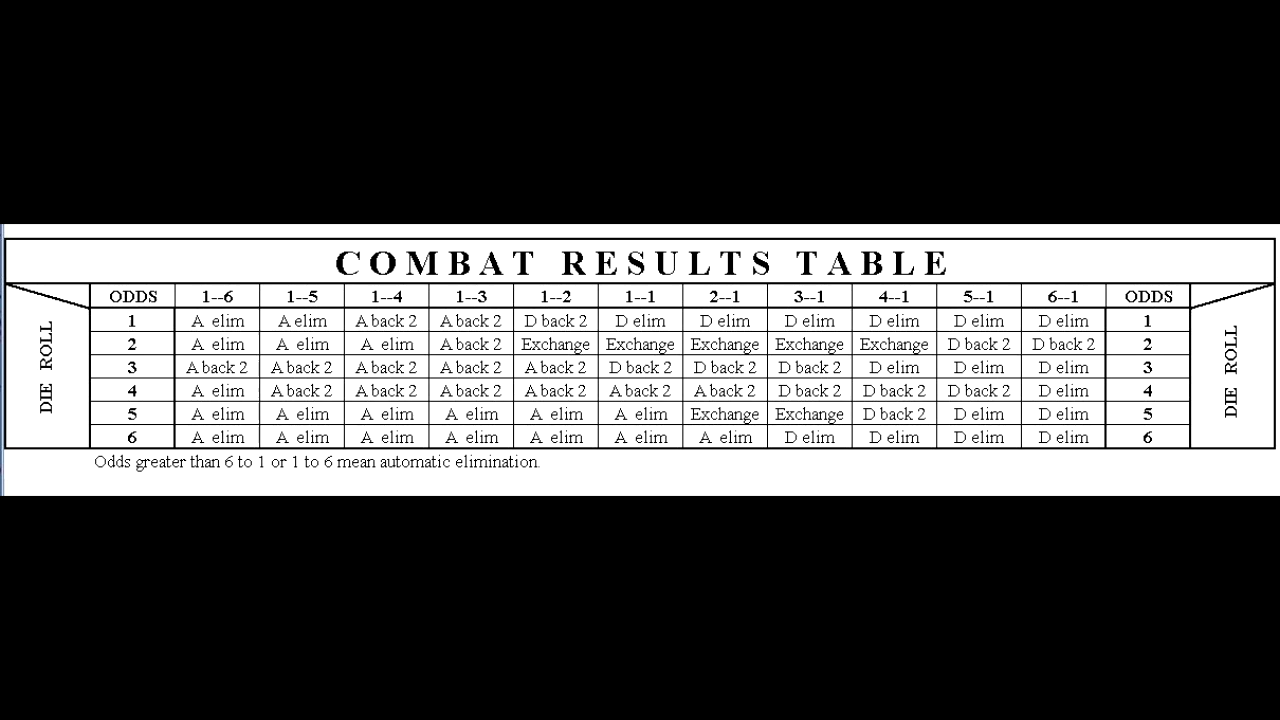 COMBAT RESULTS TABLE
ODDS 1--6 1--5 1--4 1--3 1--2 1--1 2--1 3--1 4--1 5--1 6--1 ODDS
DIE ROLL
1 A elim A elim A back 2 A back 2 D back 2 D elim D elim D elim D elim D elim D elim 1
2 A elim A elim A elim A back 2 Exchange Exchange Exchange Exchange Exchange D back 2 D back 2 2
3 A back 2 A back 2 A back 2 A back 2 A back 2 D back 2 D back 2 D back 2 D elim D elim D elim 3
4 A elim A back 2 A back 2 A back 2 A back 2 A back 2 A back 2 D back 2 D back 2 D back 2 D elim 4
5 A elim A elim A elim A elim A elim A elim Exchange Exchange D back 2 D elim D elim 5
6 A elim A elim A elim A elim A elim A elim A elim D elim D elim D elim D elim 6
DIE ROLL
Odds greater than 6 to 1 or 1 to 6 mean automatic elimination.